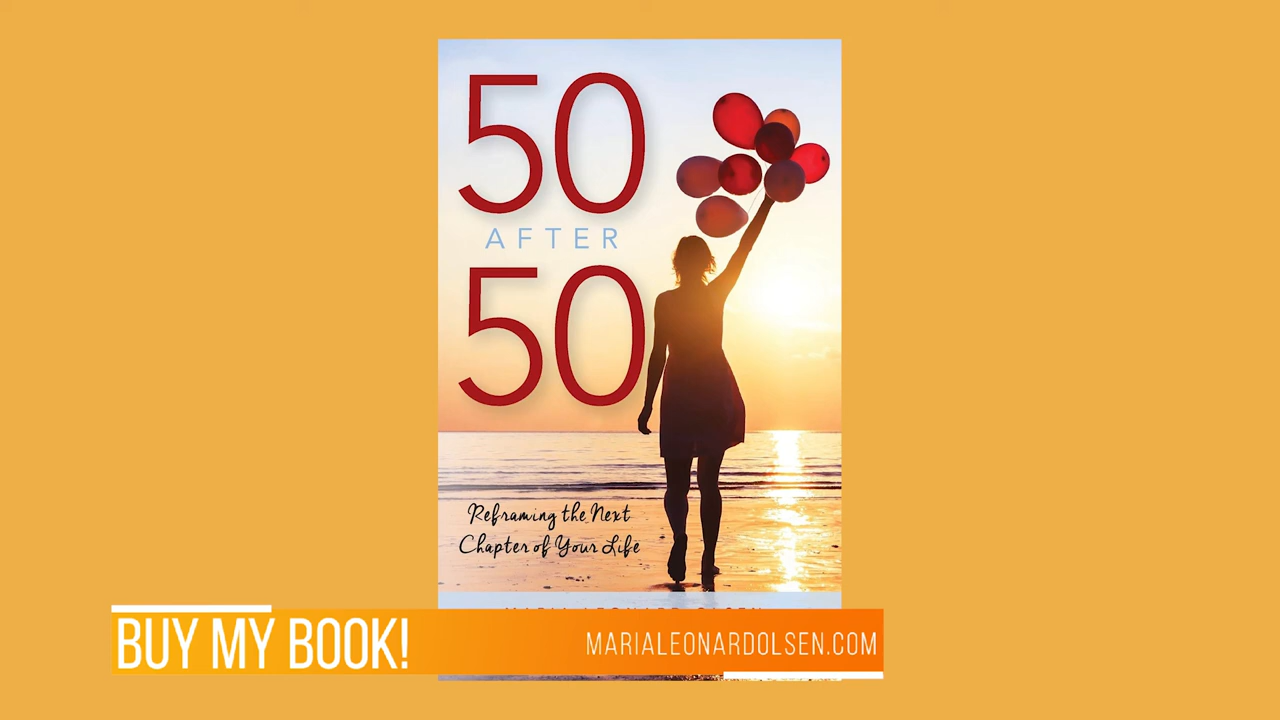 50
AFTER
50
Reframing the Next
Chapter of Your Life
BUY MY BOOK!
MARIALEONARDOLSEN.COM